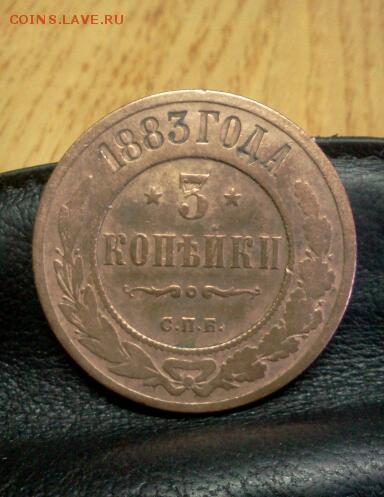 COINS.LAVE.RU
1883 ГОДА
3
КОПѢЙКИ
С.П.Б.